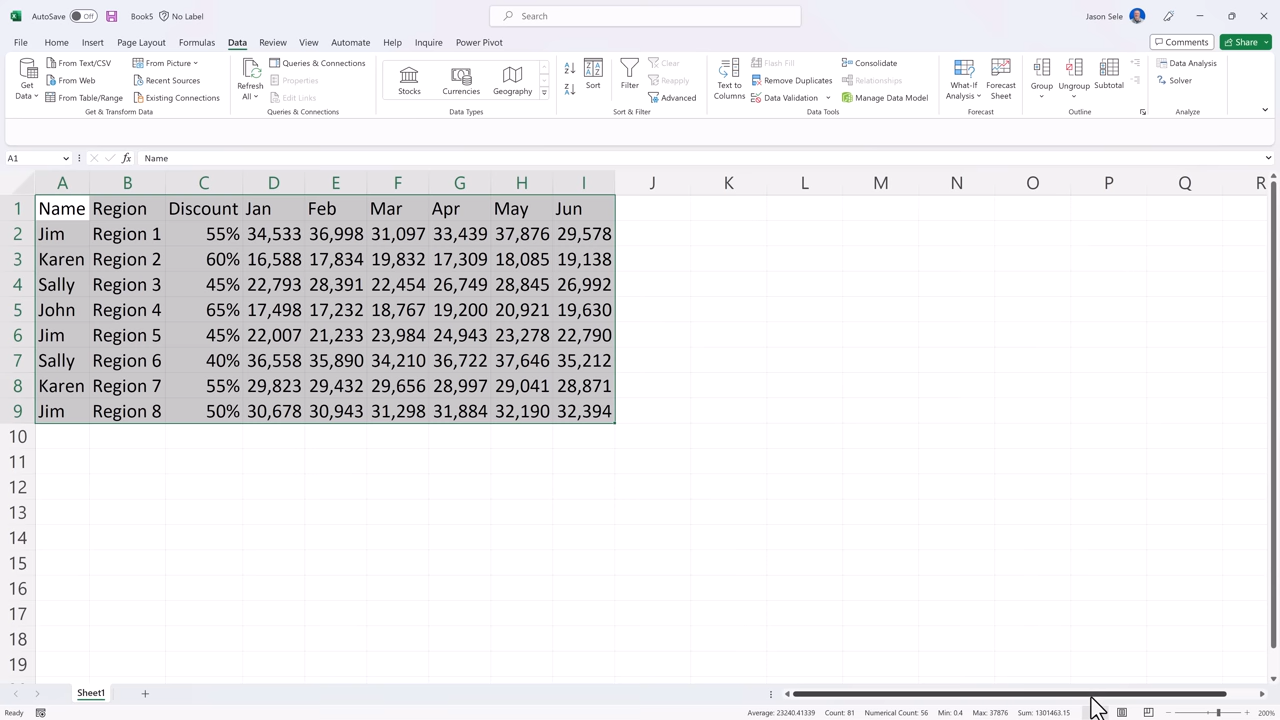 AutoSave Off Book5 No Label Search Jason Sele
File Home Insert Page Layout Formulas Data Review View Automate Help Inquire Power Pivot Comments Share
Get Data
From Text/CSV
From Web
From Table/Range
From Picture
Recent Sources
Existing Connections
Get & Transform Data
Refresh All
Queries & Connections
Properties
Edit Links
Queries & Connections
Stocks
Currencies
Geography
Data Types
Sort
Filter
Clear
Reapply
Advanced
Sort & Filter
Text to Columns
Flash Fill
Remove Duplicates
Data Validation
Consolidate
Relationships
Manage Data Model
Data Tools
What-If Analysis
Forecast Sheet
Forecast
Group
Ungroup
Subtotal
Outline
Data Analysis
Solver
Analyze
A1 fx Name
A B C D E F G H I J K L M N O P Q R
1 Name Region Discount Jan Feb Mar Apr May Jun
2 Jim Region 1 55% 34,533 36,998 31,097 33,439 37,876 29,578
3 Karen Region 2 60% 16,588 17,834 19,832 17,309 18,085 19,138
4 Sally Region 3 45% 22,793 28,391 22,454 26,749 28,845 26,992
5 John Region 4 65% 17,498 17,232 18,767 19,200 20,921 19,630
6 Jim Region 5 45% 22,007 21,233 23,984 24,943 23,278 22,790
7 Sally Region 6 40% 36,558 35,890 34,210 36,722 37,646 35,212
8 Karen Region 7 55% 29,823 29,432 29,656 28,997 29,041 28,871
9 Jim Region 8 50% 30,678 30,943 31,298 31,884 32,190 32,394
10
11
12
13
14
15
16
17
18
19
Sheet1
Ready Average: 23240.41339 Count: 81 Numerical Count: 56 Min: 0.4 Max: 37876 Sum: 1301463.15 200%